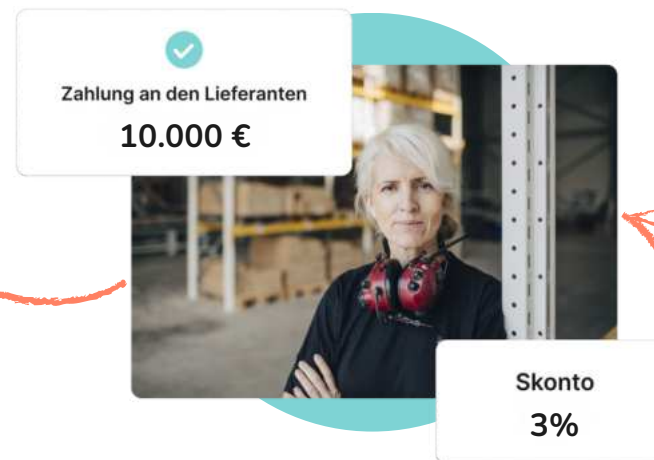 Zahlung an den Lieferanten
10.000 €
Skonto
3%